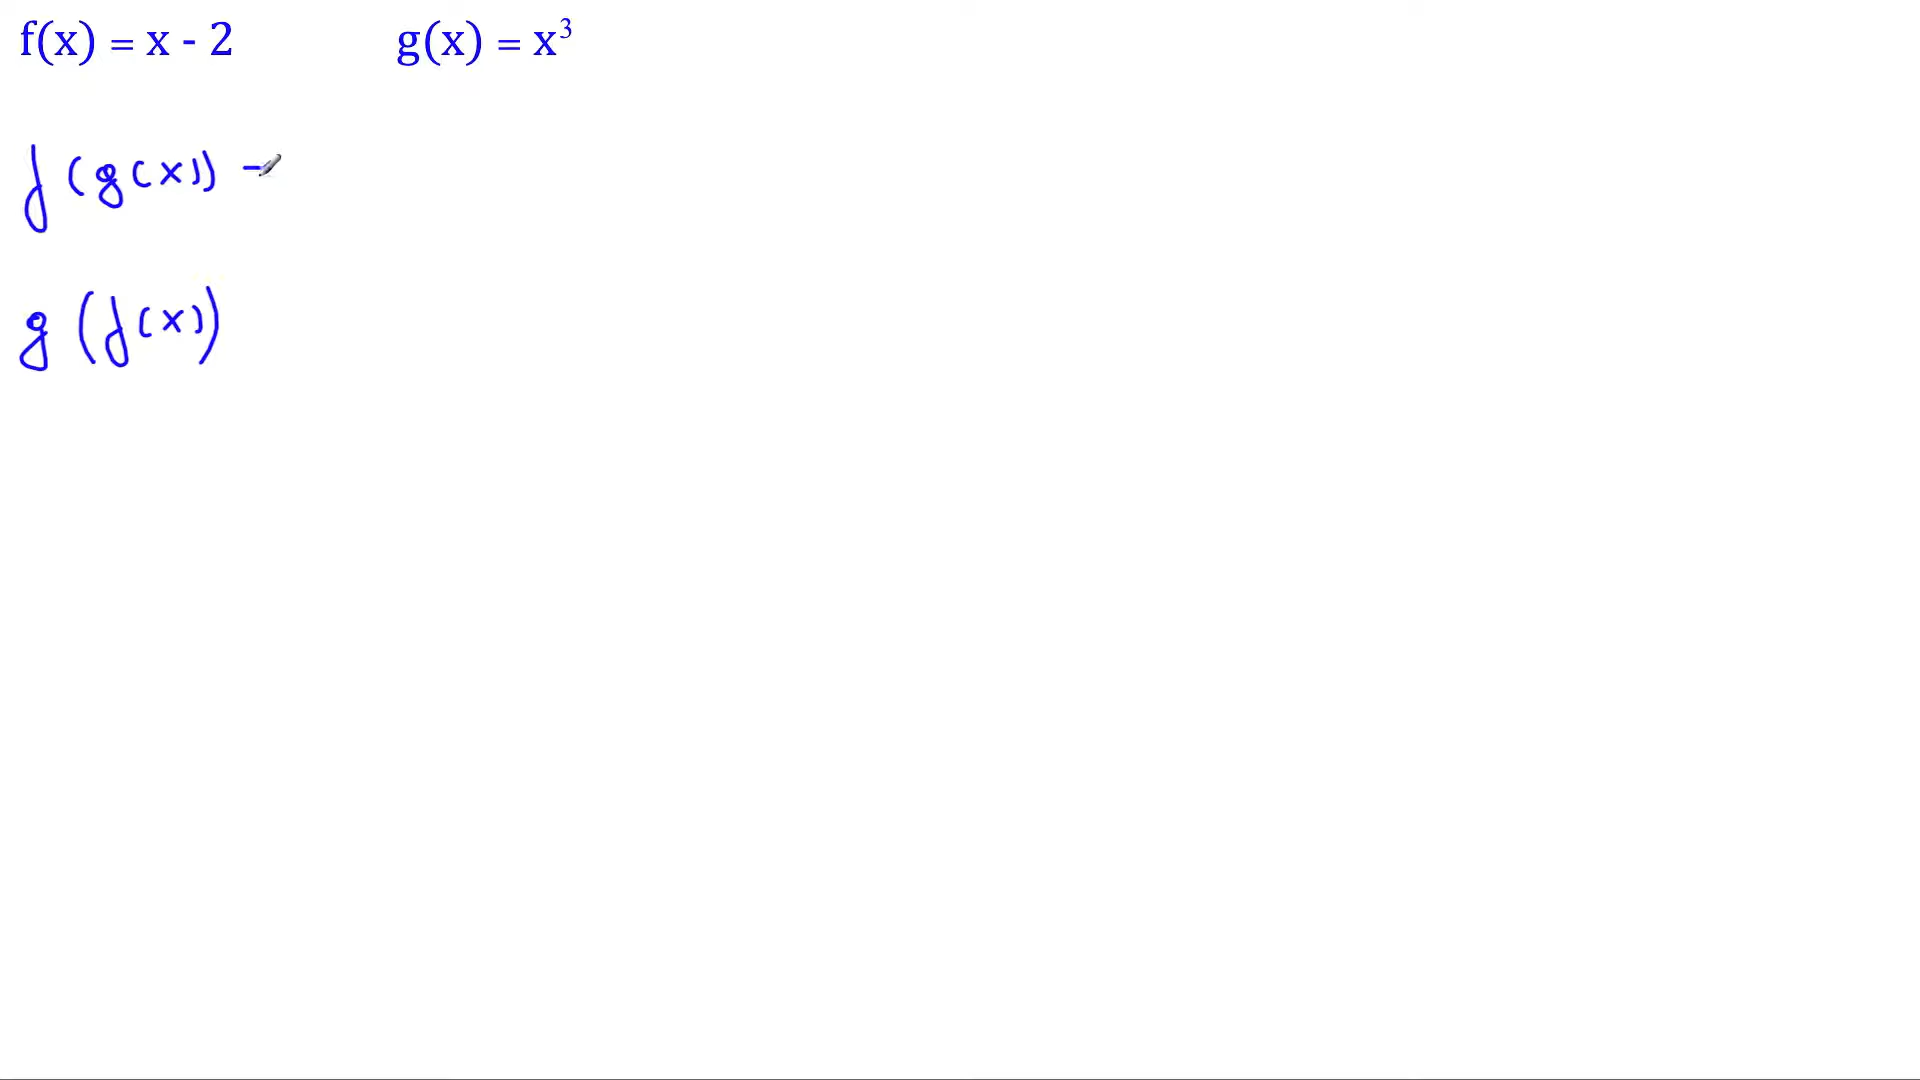 f(x) = x - 2 g(x) = x³
f(g(x)) -
g(f(x))